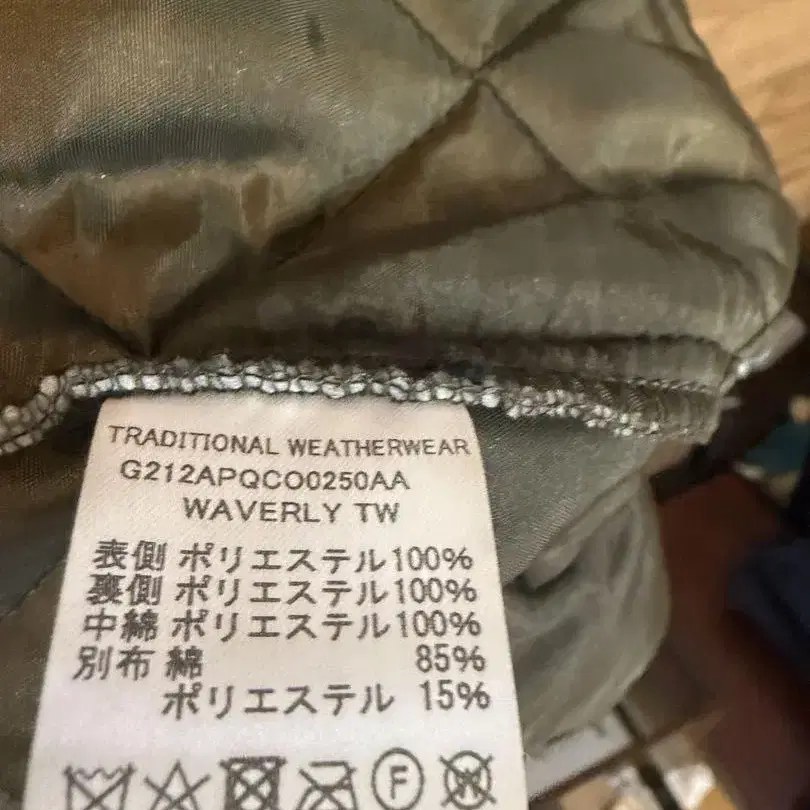 TRADITIONAL WEATHERWEAR
G212APQCO0250AA
WAVERLY TW
表側 ポリエステル100%
裏側 ポリエステル100%
中綿 ポリエステル100%
別布 綿 85%
ポリエステル 15%
F W